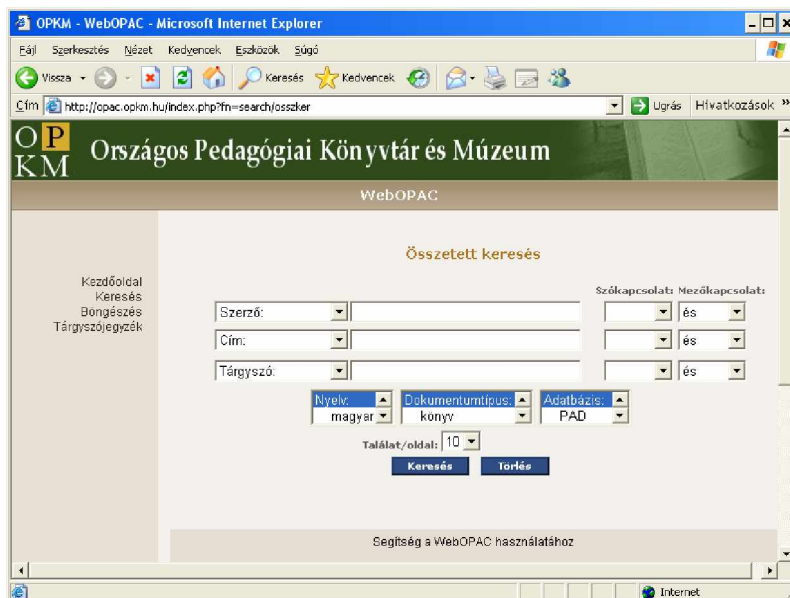 OPKM - WebOPAC - Microsoft Internet Explorer
Fájl Szerkesztés Nézet Kedvencek Eszközök Súgó
Vissza Keresés Kedvencek
Cím http://opac.opkm.hu/index.php?fn=search/osszker Ugrás Hivatkozások »
OPKM Országos Pedagógiai Könyvtár és Múzeum
WebOPAC
Összetett keresés
Kezdőoldal
Keresés
Böngészés
Tárgyszójegyzék
Szókapcsolat: Mezőkapcsolat:
Szerző: és
Cím: és
Tárgyszó: és
Nyelv: Dokumentumtípus: Adatbázis:
magyar könyv PAD
Találat/oldal: 10
Keresés Törlés
Segítség a WebOPAC használatához
Internet